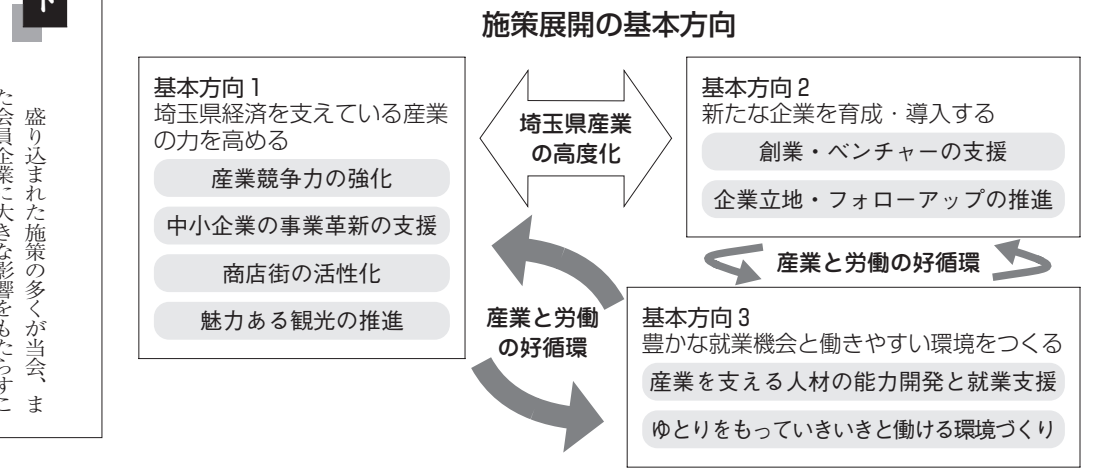 施策展開の基本方向
基本方向1
埼玉県経済を支えている産業
の力を高める
産業競争力の強化
中小企業の事業革新の支援
商店街の活性化
魅力ある観光の推進
埼玉県産業
の高度化
基本方向2
新たな企業を育成・導入する
創業・ベンチャーの支援
企業立地・フォローアップの推進
産業と労働の好循環
産業と労働
の好循環
基本方向3
豊かな就業機会と働きやすい環境をつくる
産業を支える人材の能力開発と就業支援
ゆとりをもっていきいきと働ける環境づくり
ト
盛り込まれた施策の多くが当会、ま
た会員企業に大きな影響をもたらすこ